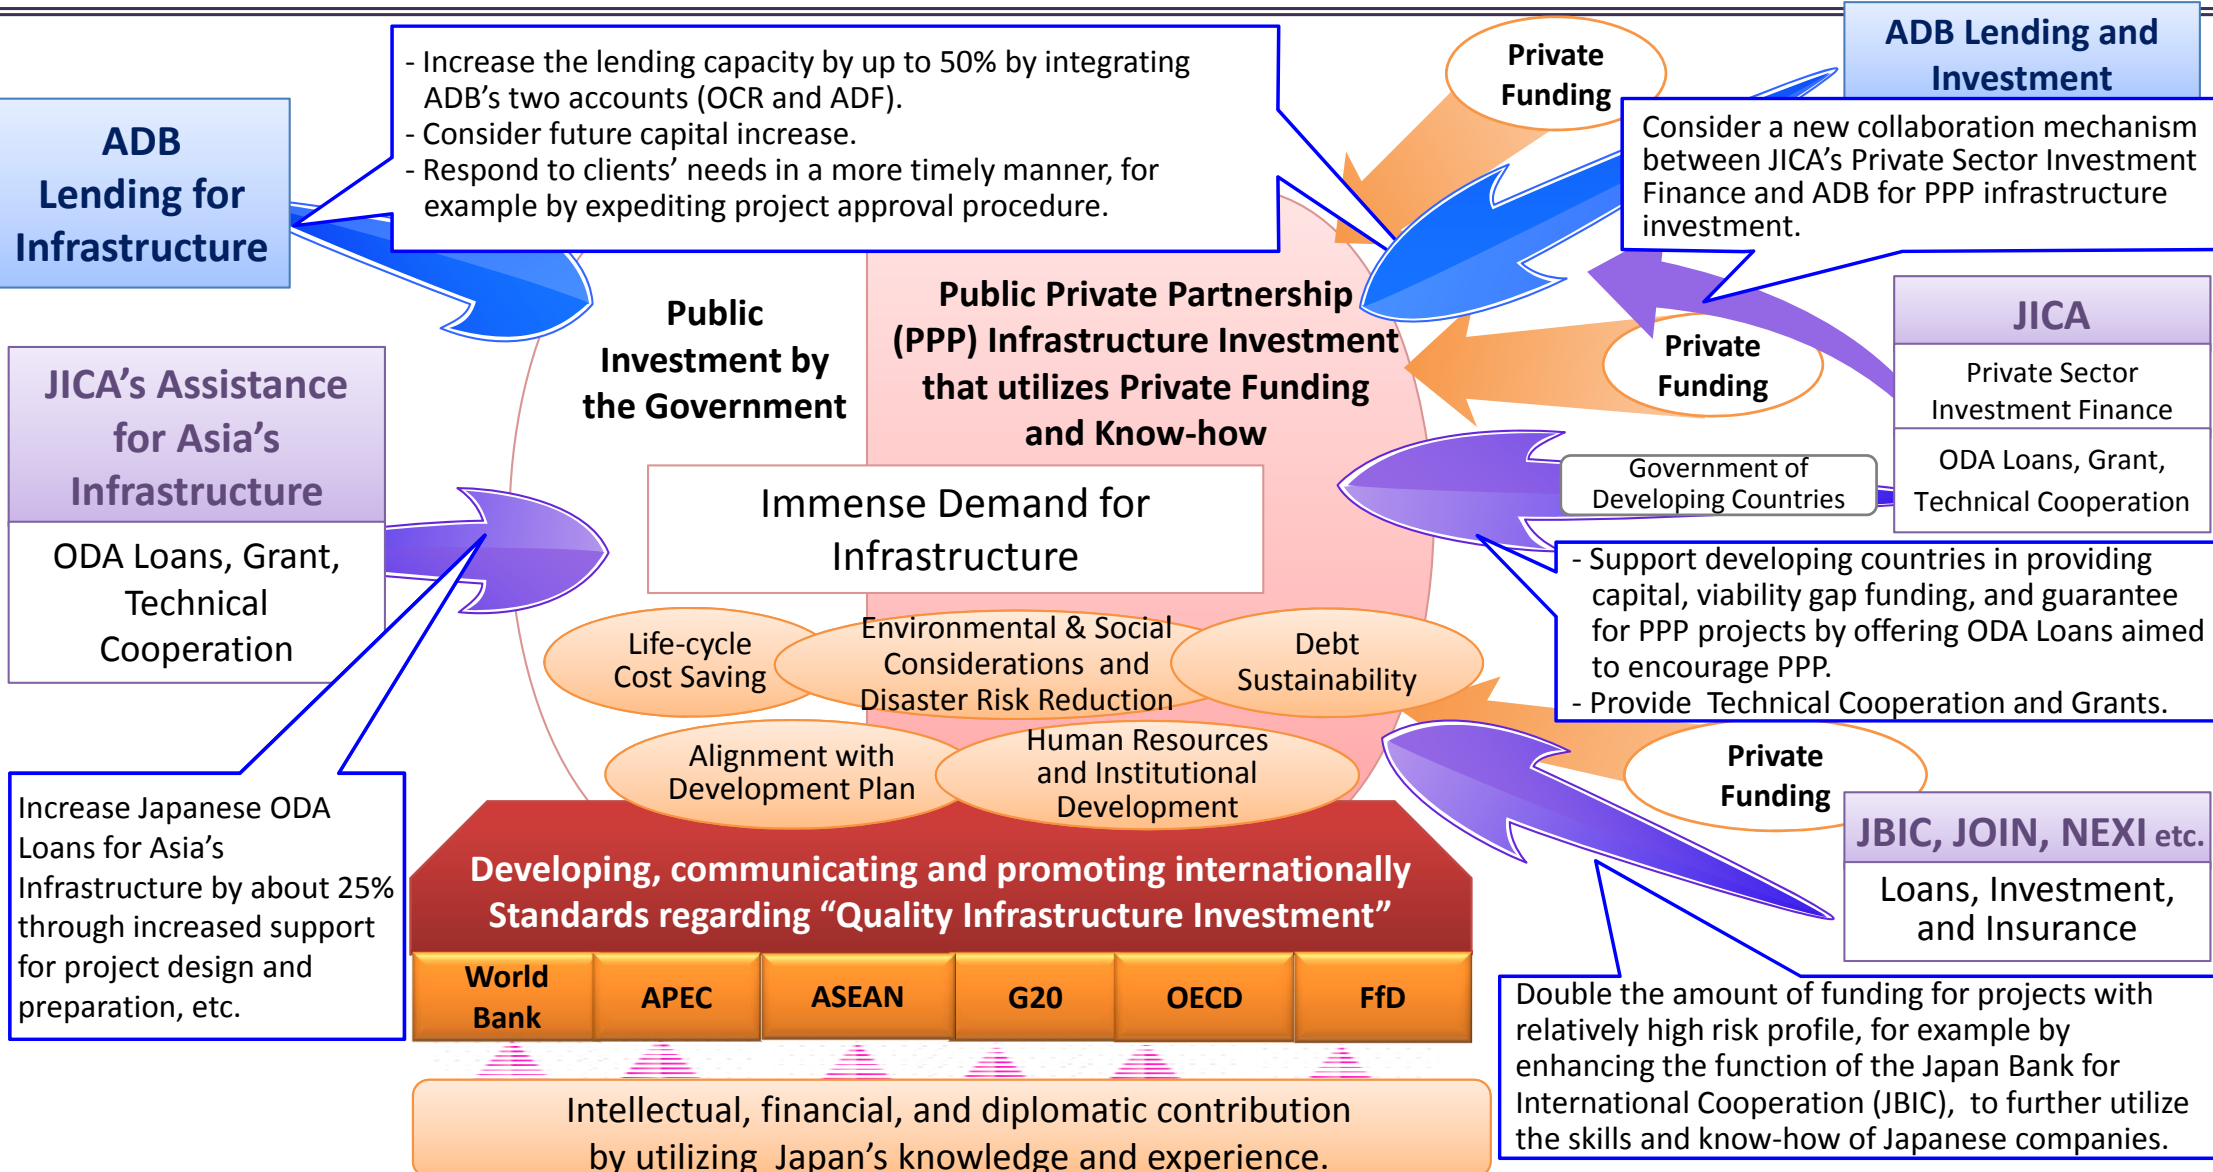 - Increase the lending capacity by up to 50% by integrating
ADB's two accounts (OCR and ADF).
- Consider future capital increase.
- Respond to clients' needs in a more timely manner, for
example by expediting project approval procedure.
Private
Funding
ADB Lending and
Investment
ADB
Lending for
Infrastructure
Consider a new collaboration mechanism
between JICA's Private Sector Investment
Finance and ADB for PPP infrastructure
investment.
Public
Investment by
the Government
Public Private Partnership
(PPP) Infrastructure Investment
that utilizes Private Funding
and Know-how
Private
Funding
JICA
Private Sector
Investment Finance
ODA Loans, Grant,
Technical Cooperation
Government of
Developing Countries
JICA's Assistance
for Asia's
Infrastructure
ODA Loans, Grant,
Technical
Cooperation
Immense Demand for
Infrastructure
- Support developing countries in providing
capital, viability gap funding, and guarantee
for PPP projects by offering ODA Loans aimed
to encourage PPP.
- Provide  Technical Cooperation and Grants.
Life-cycle
Cost Saving
Environmental & Social
Considerations  and
Disaster Risk Reduction
Debt
Sustainability
Alignment with
Development Plan
Human Resources
and Institutional
Development
Private
Funding
JBIC, JOIN, NEXI etc.
Loans, Investment,
and Insurance
Increase Japanese ODA
Loans for Asia's
Infrastructure by about 25%
through increased support
for project design and
preparation, etc.
Developing, communicating and promoting internationally
Standards regarding “Quality Infrastructure Investment”
World
Bank
APEC
ASEAN
G20
OECD
FfD
Double the amount of funding for projects with
relatively high risk profile, for example by
enhancing the function of the Japan Bank for
International Cooperation (JBIC),  to further utilize
the skills and know-how of Japanese companies.
Intellectual, financial, and diplomatic contribution
by utilizing  Japan's knowledge and experience.